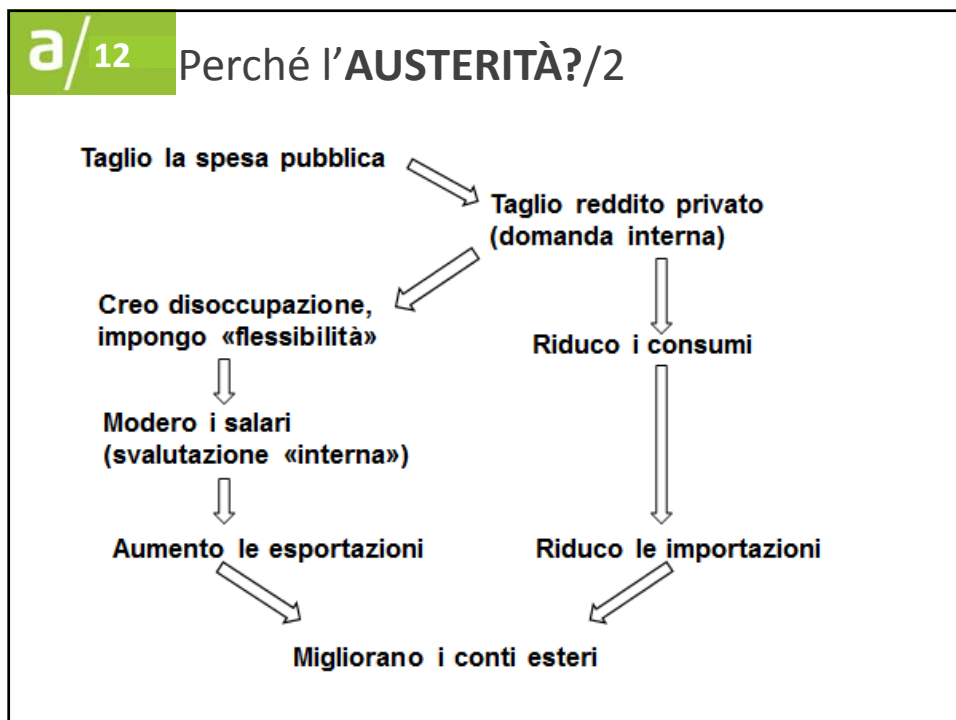 a/12 Perché l'AUSTERITÀ?/2
Taglio la spesa pubblica
Taglio reddito privato
(domanda interna)
Creo disoccupazione,
impongo «flessibilità»
Riduco i consumi
Modero i salari
(svalutazione «interna»)
Aumento le esportazioni
Riduco le importazioni
Migliorano i conti esteri